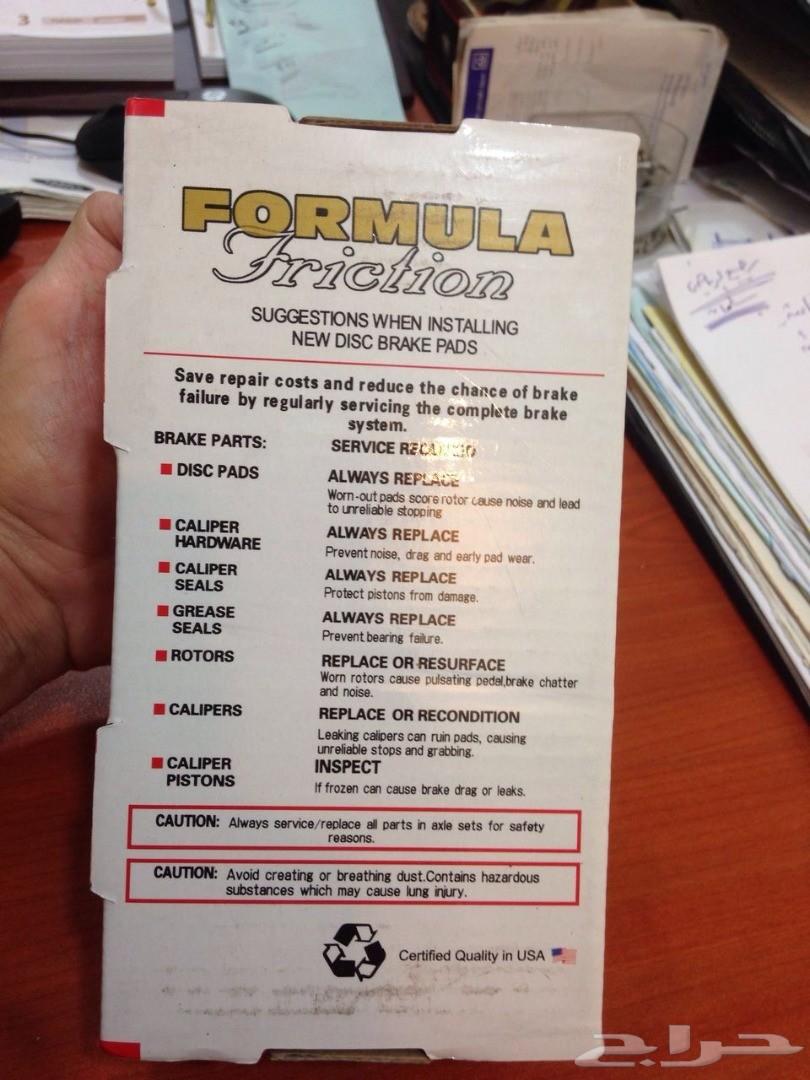 3
FORMULA
Friction
SUGGESTIONS WHEN INSTALLING
NEW DISC BRAKE PADS
Save repair costs and reduce the chance of brake
failure by regularly servicing the complete brake
system.
BRAKE PARTS: SERVICE
DISC PADS ALWAYS REPLACE
Worn-out pads score rotor cause noise and lead
to unreliable stopping
CALIPER
HARDWARE
ALWAYS REPLACE
Prevent noise, drag and early pad wear.
CALIPER
SEALS
ALWAYS REPLACE
Protect pistons from damage.
GREASE
SEALS
ALWAYS REPLACE
Prevent bearing failure.
ROTORS REPLACE OR RESURFACE
Worn rotors cause pulsating pedal,brake chatter
and noise.
CALIPERS REPLACE OR RECONDITION
Leaking calipers can ruin pads, causing
unreliable stops and grabbing.
CALIPER
PISTONS
INSPECT
If frozen can cause brake drag or leaks.
CAUTION: Always service/replace all parts in axle sets for safety
reasons.
CAUTION: Avoid creating or breathing dust.Contains hazardous
substances which may cause lung injury.
Certified Quality in USA
حراج